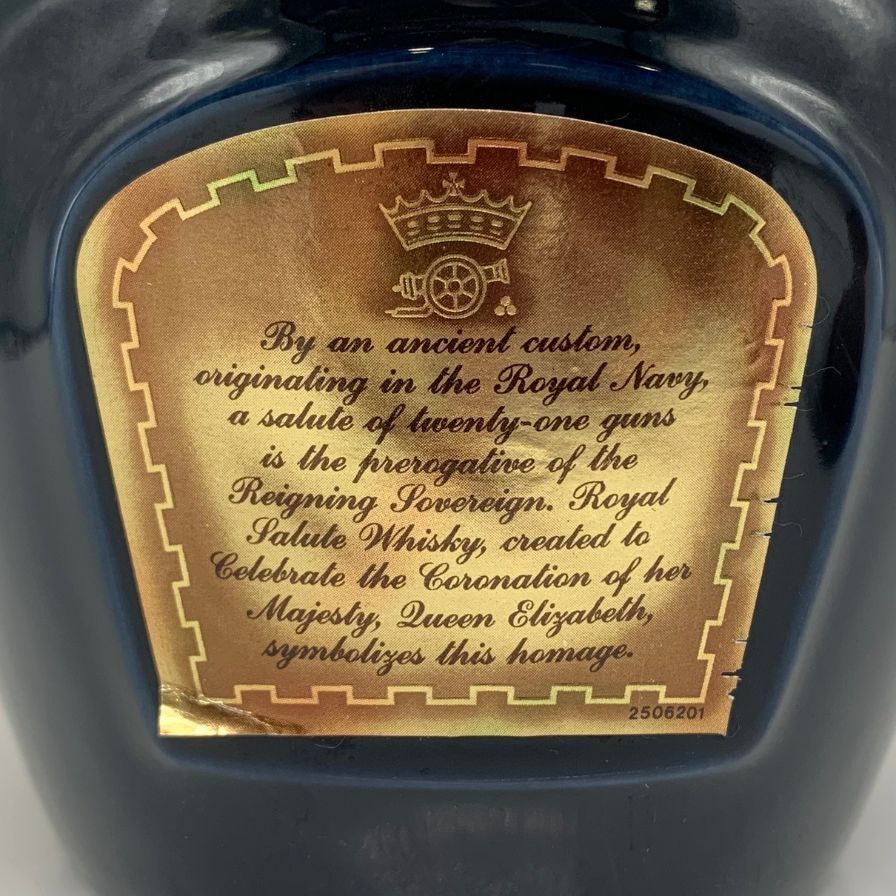 By an ancient custom,
originating in the Royal Navy,
a salute of twenty-one guns
is the prerogative of the
Reigning Sovereign. Royal
Salute Whisky, created to
Celebrate the Coronation of her
Majesty, Queen Elizabeth,
symbolizes this homage.
2506201